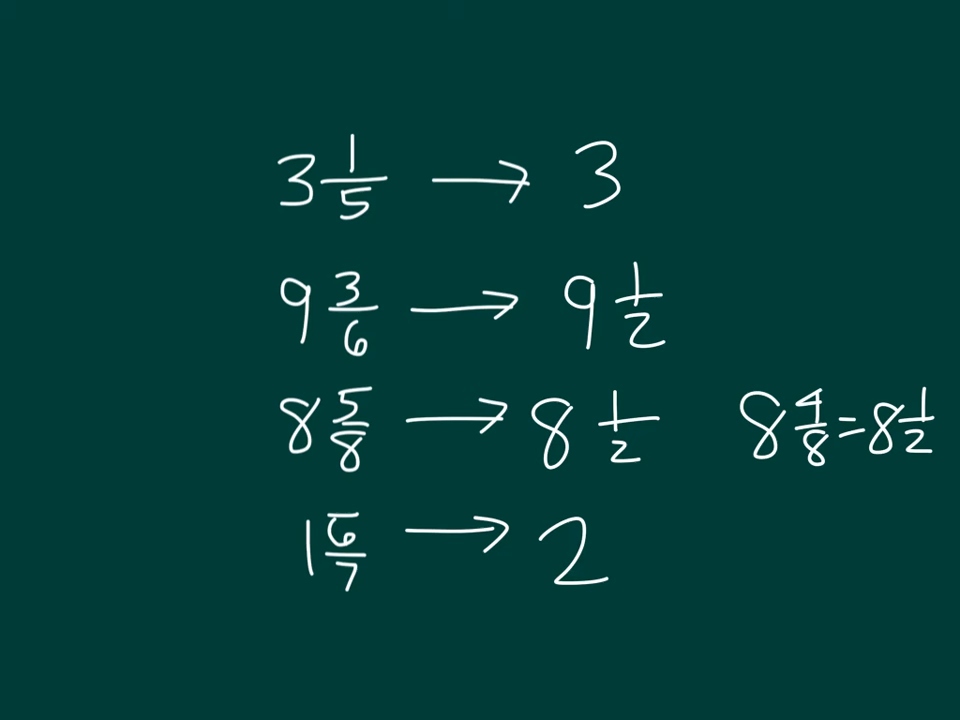 3 1/5 → 3
9 3/6 → 9 1/2
8 5/8 → 8 1/2 8 4/8 = 8 1/2
1 6/7 → 2